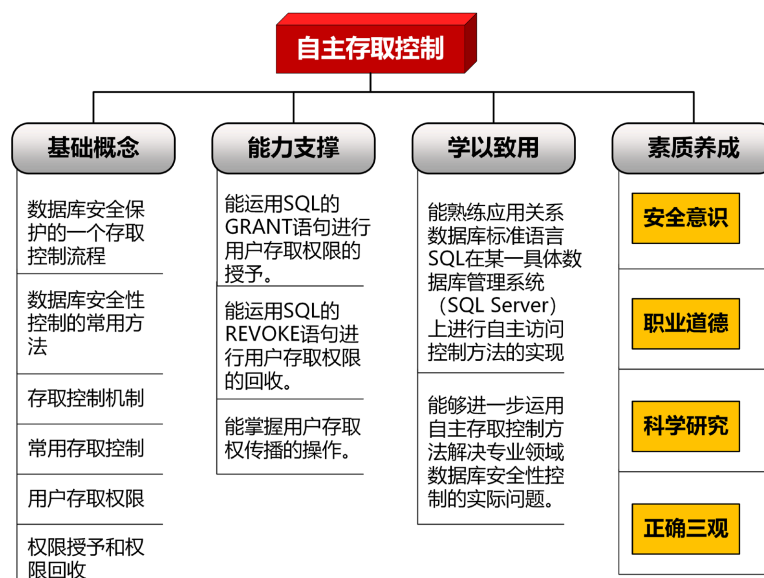 自主存取控制
基础概念
数据库安全保
护的一个存取
控制流程
数据库安全性
控制的常用方
法
存取控制机制
常用存取控制
用户存取权限
权限授予和权
限回收
能力支撑
能运用SQL的
GRANT语句进行
用户存取权限的
授予。
能运用SQL的
REVOKE语句进
行用户存取权限
的回收。
能掌握用户存取
权传播的操作。
学以致用
能熟练应用关系
数据库标准语言
SQL在某一具体数
据库管理系统
（SQL Server）
上进行自主访问
控制方法的实现
能够进一步运用
自主存取控制方
法解决专业领域
数据库安全性控
制的实际问题。
素质养成
安全意识
职业道德
科学研究
正确三观